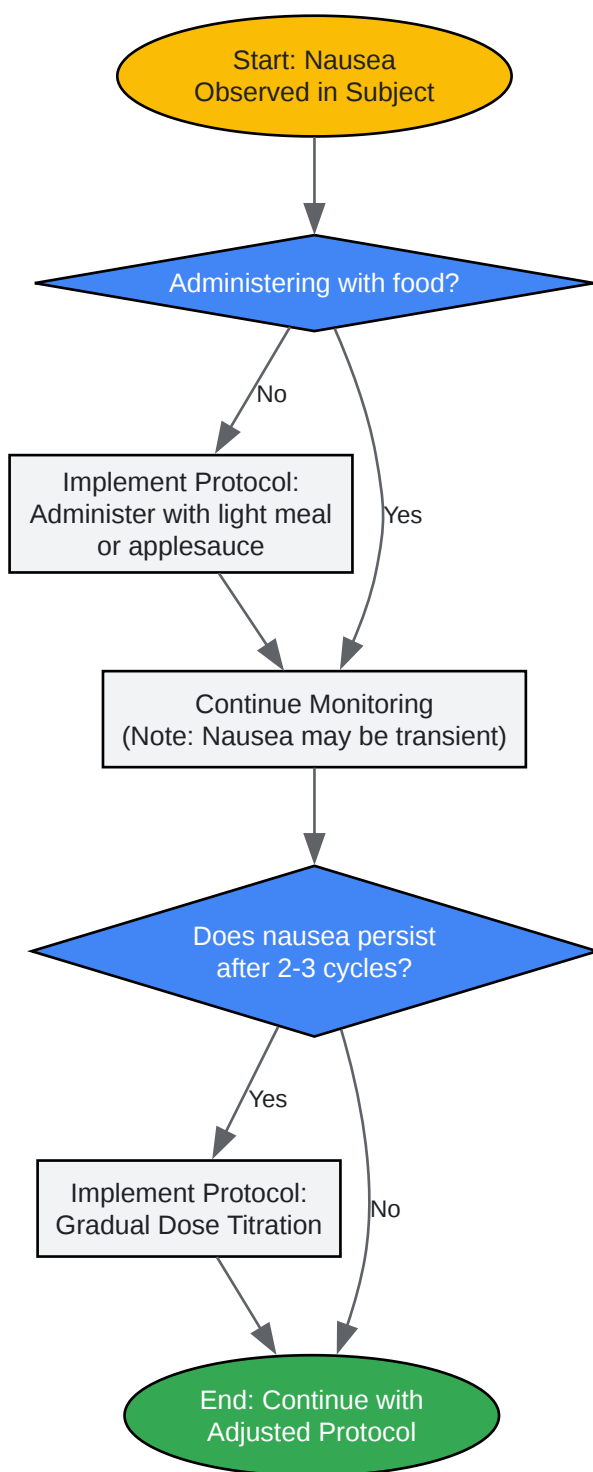 Start: Nausea
Observed in Subject
Administering with food?
No
Implement Protocol:
Administer with light meal
or applesauce
Yes
Continue Monitoring
(Note: Nausea may be transient)
Does nausea persist
after 2-3 cycles?
Yes
Implement Protocol:
Gradual Dose Titration
No
End: Continue with
Adjusted Protocol